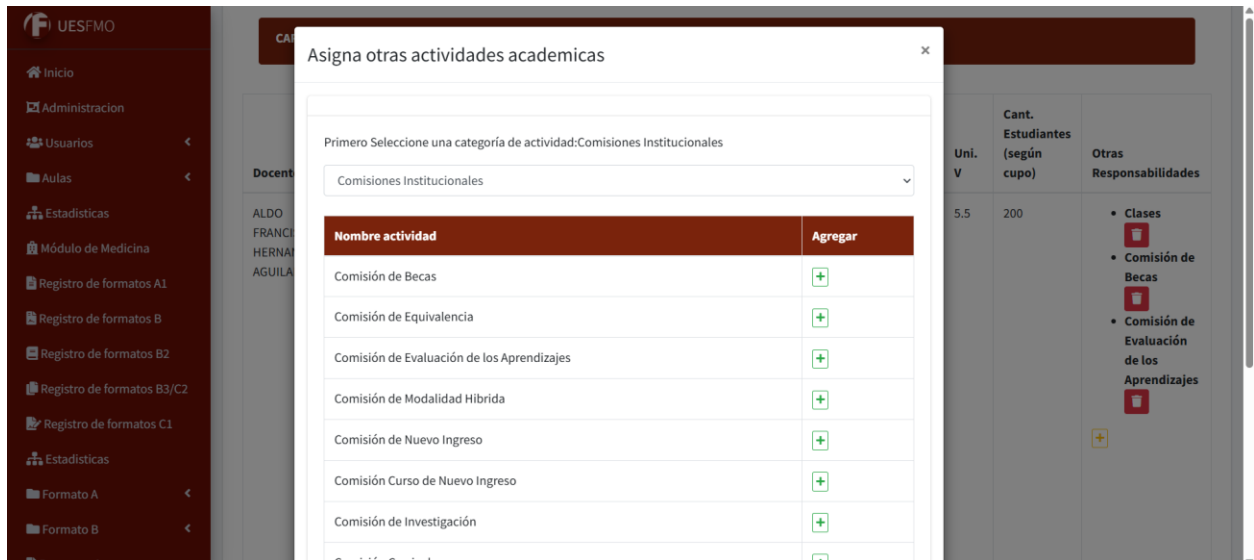 UESFMO
Inicio
Administracion
Usuarios
Aulas
Estadisticas
Módulo de Medicina
Registro de formatos A1
Registro de formatos B
Registro de formatos B2
Registro de formatos B3/C2
Registro de formatos C1
Estadisticas
Formato A
Formato B
Asigna otras actividades academicas
×
Primero Seleccione una categoría de actividad:Comisiones Institucionales
Comisiones Institucionales
Nombre actividad Agregar
Comisión de Becas
Comisión de Equivalencia
Comisión de Evaluación de los Aprendizajes
Comisión de Modalidad Hibrida
Comisión de Nuevo Ingreso
Comisión Curso de Nuevo Ingreso
Comisión de Investigación
ALDO
Uni.
V
Cant.
Estudiantes
(según
cupo)
Otras
Responsabilidades
5.5
200
Clases
Comisión de
Becas
Comisión de
Evaluación
de los
Aprendizajes